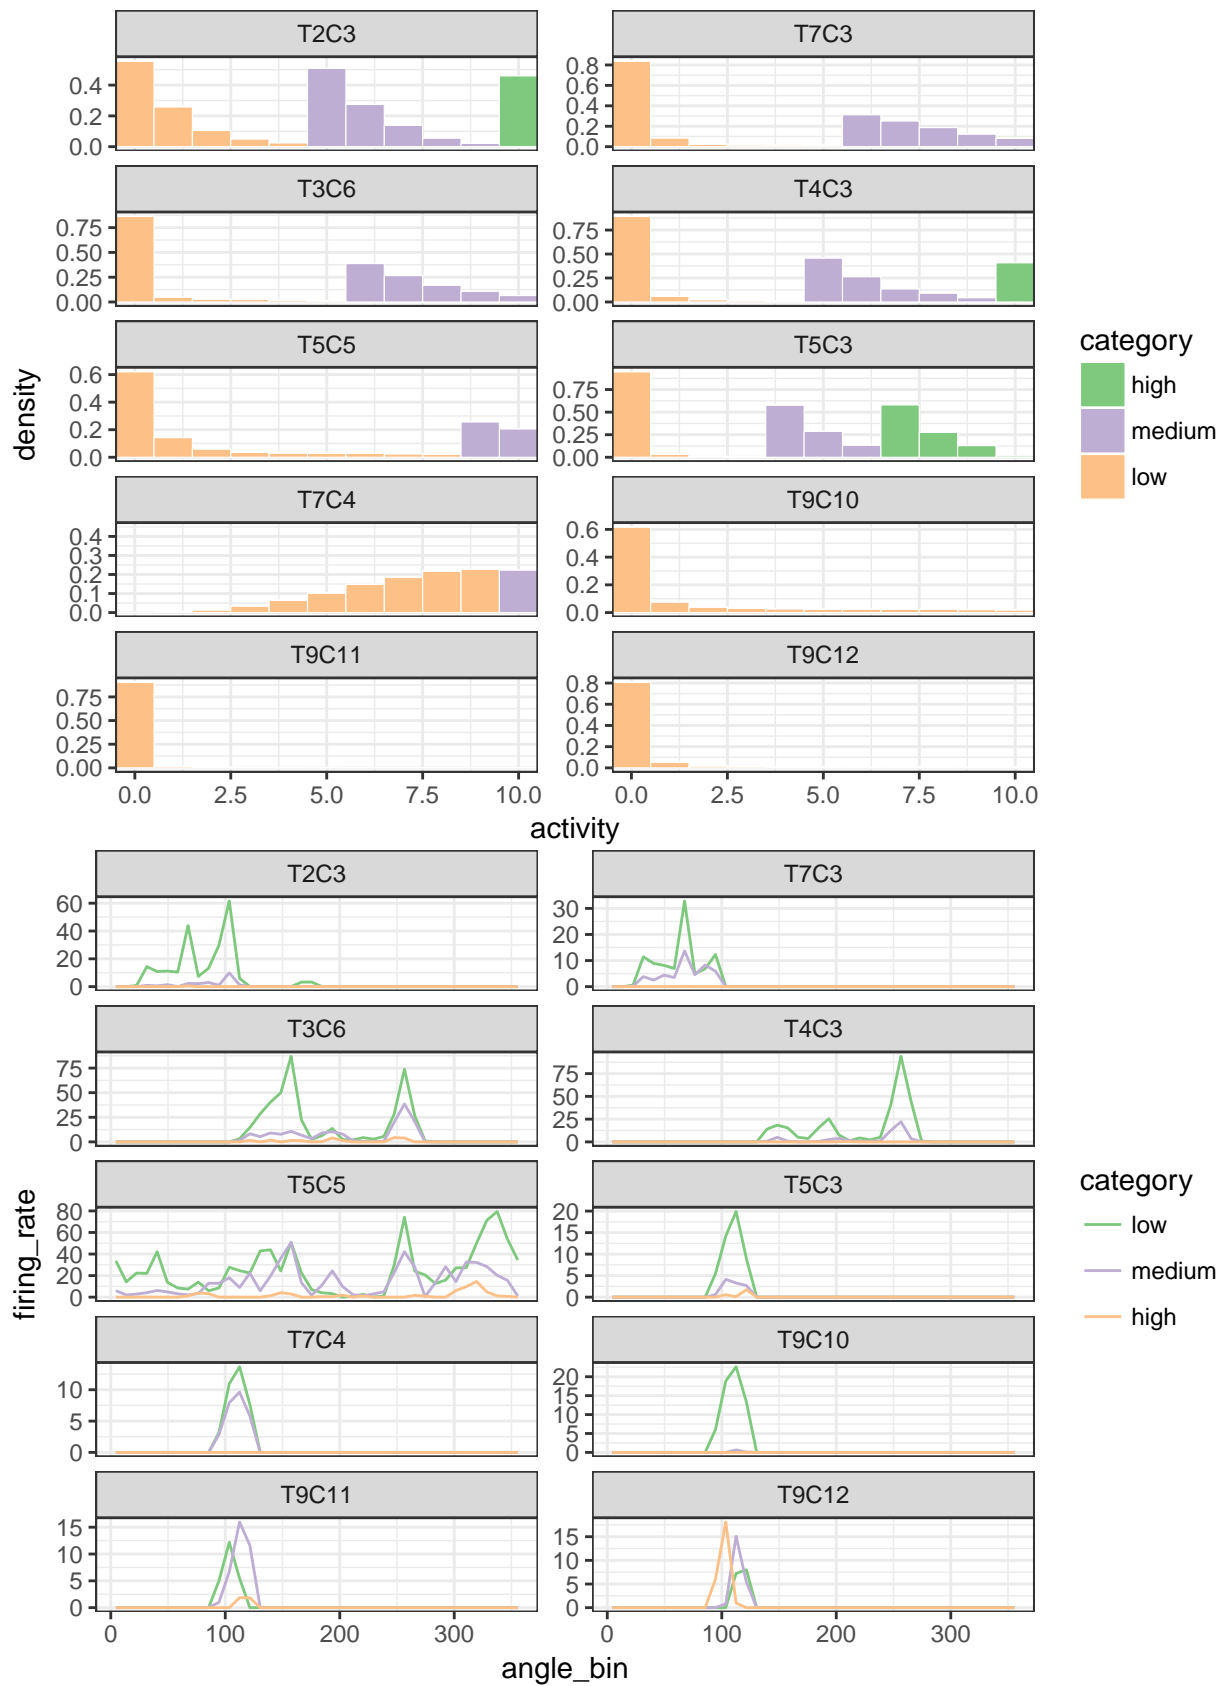 T2C3 T7C3
0.4 0.8
0.2 0.6
0.0 0.4
0.2
0.0
T3C6 T4C3
0.75 0.75
0.50 0.50
0.25 0.25
0.00 0.00
T5C5 T5C3
0.6 0.75
0.4 0.50
0.2 0.25
0.0 0.00
T7C4 T9C10
0.4 0.6
0.3 0.4
0.2 0.2
0.1 0.0
0.0
T9C11 T9C12
0.75 0.8
0.50 0.6
0.25 0.4
0.00 0.2
0.0
0.0 2.5 5.0 7.5 10.0 0.0 2.5 5.0 7.5 10.0
activity
density
category
high
medium
low
T2C3 T7C3
60 30
40 20
20 10
0 0
T3C6 T4C3
75 75
50 50
25 25
0 0
T5C5 T5C3
80 20
60 15
40 10
20 5
0 0
T7C4 T9C10
10 20
5 15
0 10
5
0
T9C11 T9C12
15 15
10 10
5 5
0 0
0 100 200 300 0 100 200 300
angle_bin
firing_rate
category
low
medium
high